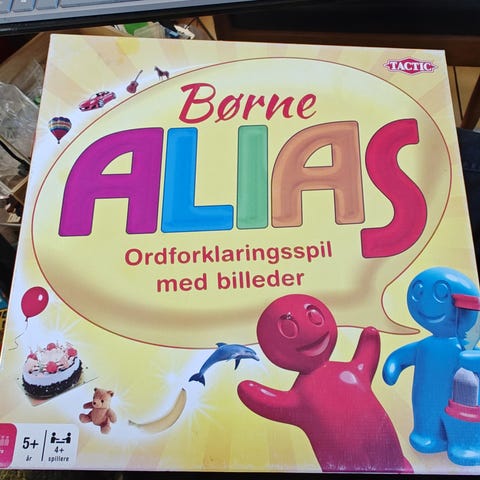 TACTIC
Børne
ALIAS
Ordforklaringsspil
med billeder
5+
år
4+
spillere